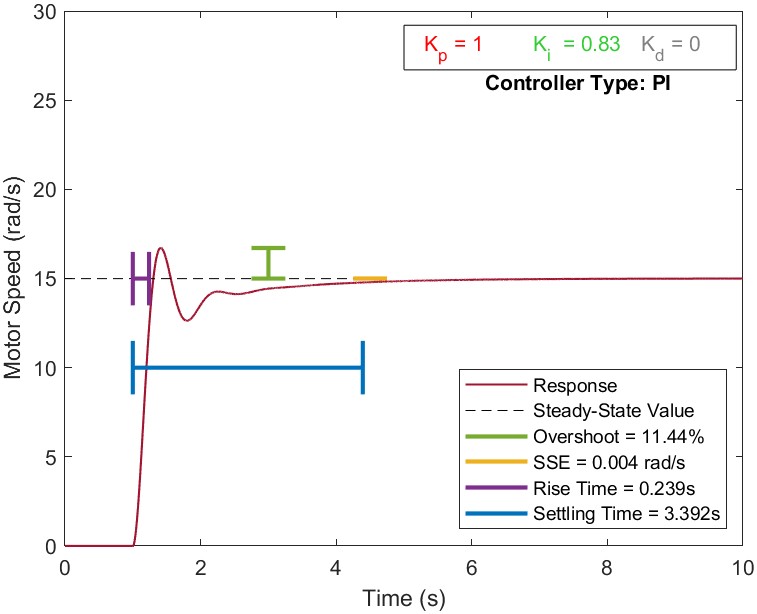 30
25
20
15
10
5
0
Motor Speed (rad/s)
K_p = 1 K_i = 0.83 K_d = 0
Controller Type: PI
Response
Steady-State Value
Overshoot = 11.44%
SSE = 0.004 rad/s
Rise Time = 0.239s
Settling Time = 3.392s
0 2 4 6 8 10
Time (s)